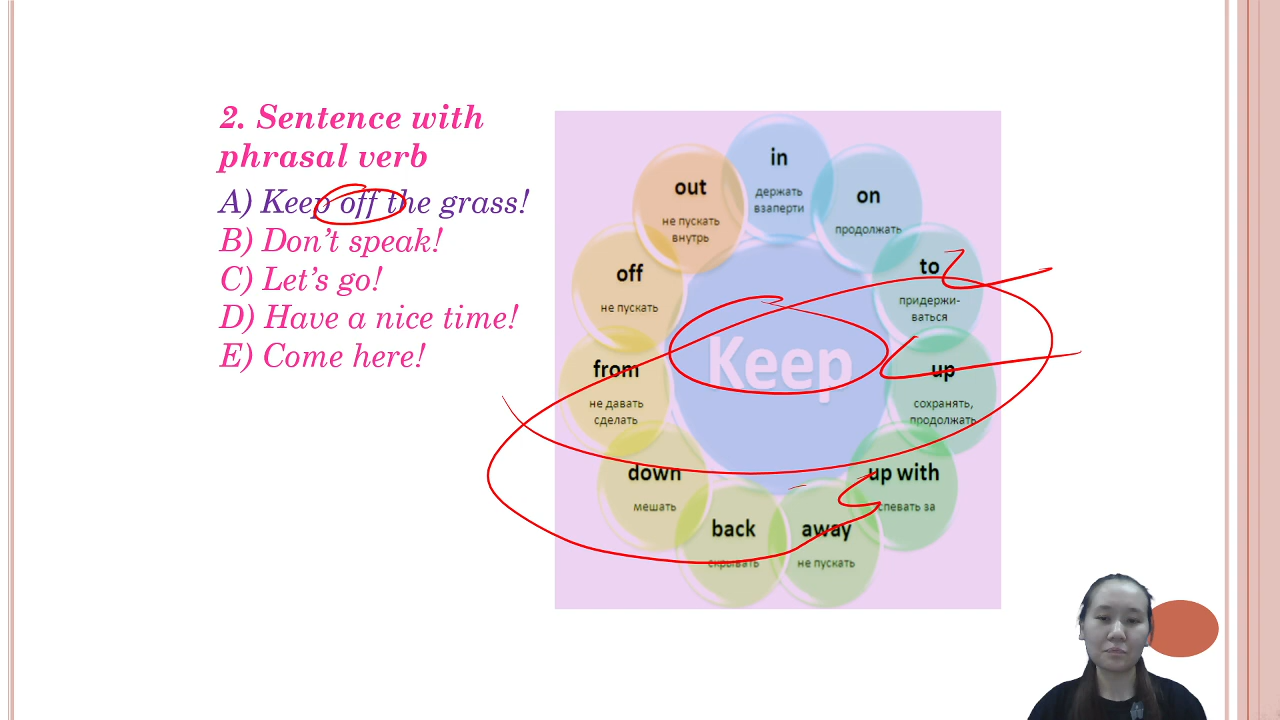 2. Sentence with
phrasal verb
A) Keep off the grass!
B) Don't speak!
C) Let's go!
D) Have a nice time!
E) Come here!
in
держать
взаперти
out
не пускать
внутрь
on
продолжать
off
не пускать
to
придержи-
ваться
Keep
from
не давать
сделать
up
сохранять,
продолжать
down
мешать
up with
спевать за
back
скрывать
away
не пускать